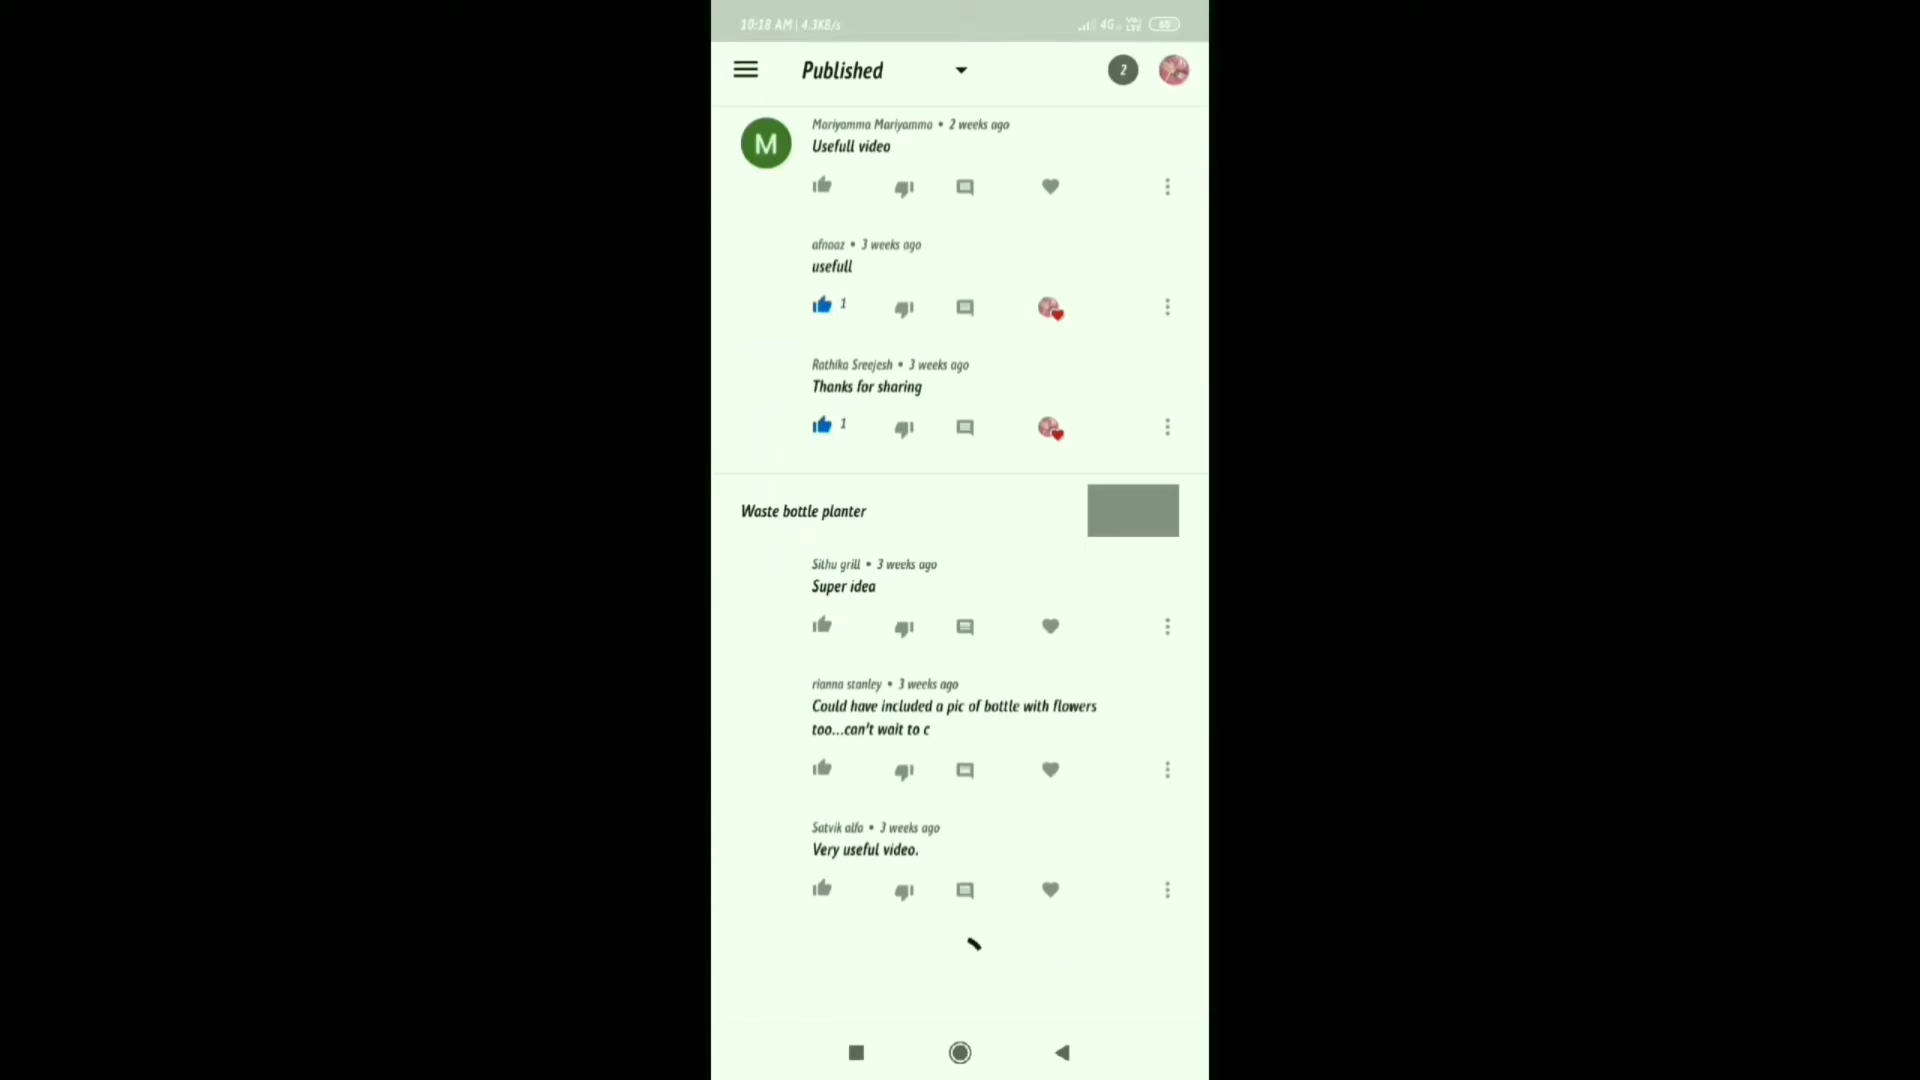 10:18 AM | 4.3KB/s
4G
Vo)
LTE
Published
2
Mariyamma Mariyamma • 2 weeks ago
M
Usefull video
afnaaz • 3 weeks ago
usefull
1
Rathika Sreejesh • 3 weeks ago
Thanks for sharing
1
Waste bottle planter
Sithu grill • 3 weeks ago
Super idea
rianna stanley • 3 weeks ago
Could have included a pic of bottle with flowers
too...can't wait to c
Satvik alfa • 3 weeks ago
Very useful video.